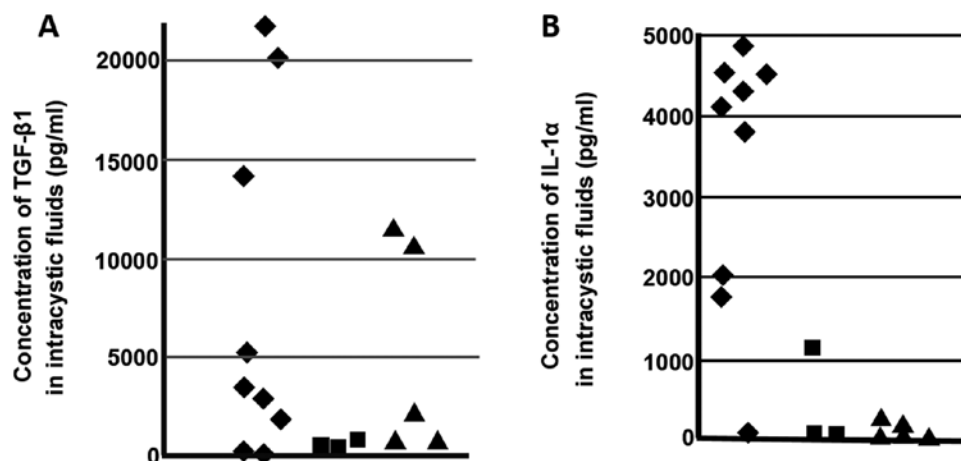 A
Concentration of TGF-β1
in intracystic fluids (pg/ml)
20000
15000
10000
5000
0
B
Concentration of IL-1α
in intracystic fluids (pg/ml)
5000
4000
3000
2000
1000
0